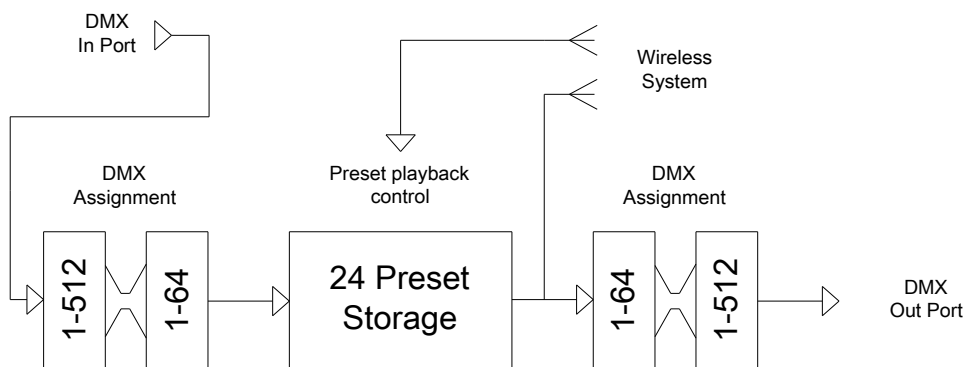 DMX
In Port
Wireless
System
DMX
Assignment
Preset playback
control
DMX
Assignment
1-512
1-64
24 Preset
Storage
1-64
1-512
DMX
Out Port